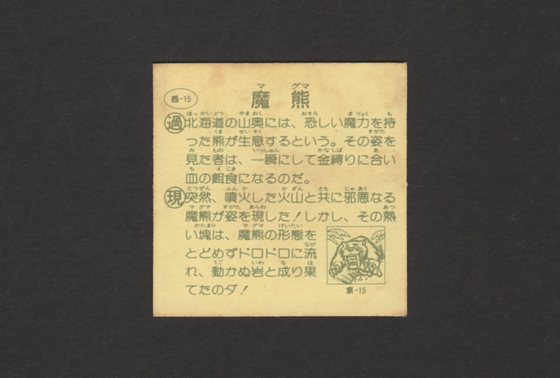 西-15
魔熊
マグマ
過 北海道の山奥には、恐しい魔力を持
った熊が生息するという。その姿を
見た者は、一瞬にして金縛りに合い
血の餌食になるのだ。
現 突然、噴火した火山と共に邪悪なる
魔熊が姿を現した！しかし、その熱
い塊は、魔熊の形態を
とどめずドロドロに流
れ、動かぬ岩と成り果
てたのダ！
東-15